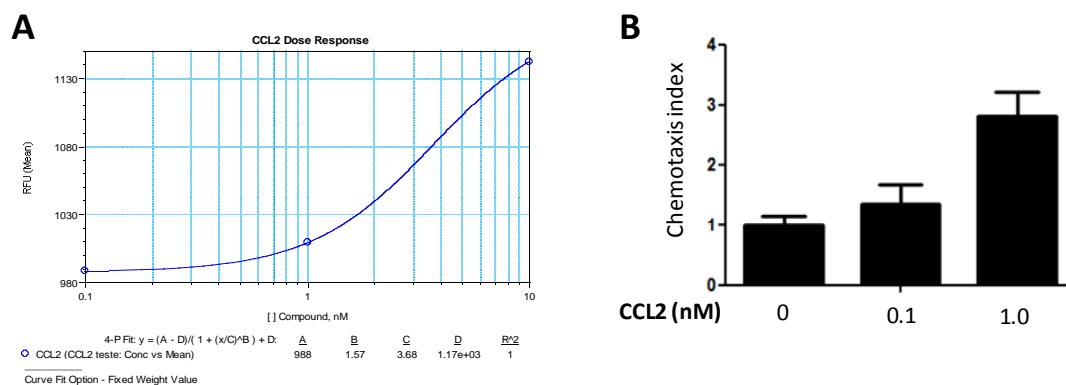 A
CCL2 Dose Response
1130
1080
1030
980
RFU (Mean)
0.1
1
10
[ ] Compound, nM
4-P Fit: y = (A - D)/( 1 + (x/C)^B ) + D: A B C D R^2
CCL2 (CCL2 teste: Conc vs Mean) 988 1.57 3.68 1.17e+03 1
Curve Fit Option - Fixed Weight Value
B
4
3
2
1
0
Chemotaxis index
CCL2 (nM) 0 0.1 1.0